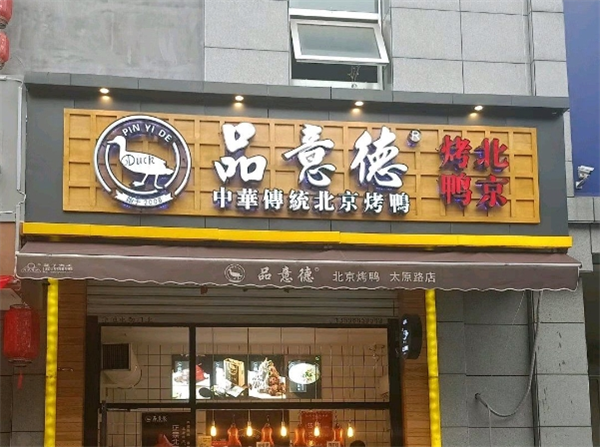 PIN YI DE
Duck
品意德®
中華傳統北京烤鴨
北京
烤鸭
品意德® 北京烤鸭 太原路店